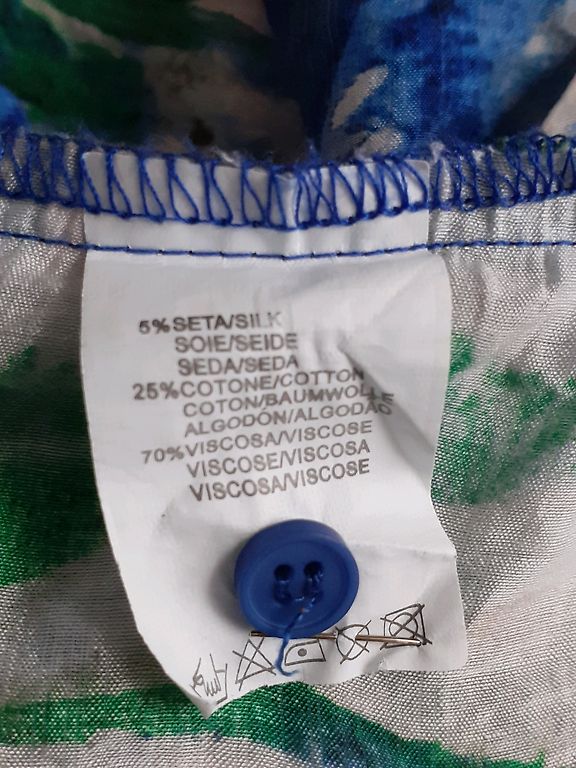 5%SETA/SILK
SOIE/SEIDE
SEDA/SEDA
25%COTONE/COTTON
COTON/BAUMWOLLE
ALGODÓN/ALGODÃO
70%VISCOSA/VISCOSE
VISCOSE/VISCOSA
VISCOSA/VISCOSE